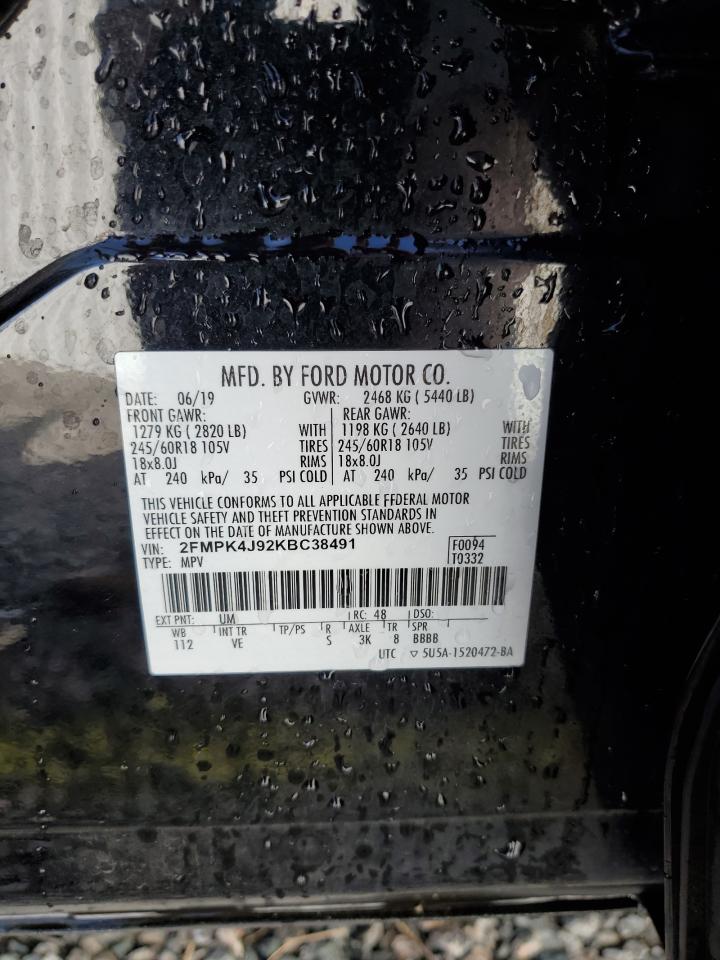 MFD. BY FORD MOTOR CO.
DATE: 06/19 GVWR: 2468 KG ( 5440 LB)
FRONT GAWR: REAR GAWR:
1279 KG ( 2820 LB) WITH 1198 KG ( 2640 LB) WITH
245/60R18 105V TIRES 245/60R18 105V TIRES
18x8.0J RIMS 18x8.0J RIMS
AT 240 kPa/ 35 PSI COLD AT 240 kPa/ 35 PSI COLD
THIS VEHICLE CONFORMS TO ALL APPLICABLE FEDERAL MOTOR
VEHICLE SAFETY AND THEFT PREVENTION STANDARDS IN
EFFECT ON THE DATE OF MANUFACTURE SHOWN ABOVE.
VIN: 2FMPK4J92KBC38491 F0094
TYPE: MPV T0332
EXT PNT: UM RC: 48 DSO:
WB INT TR TP/PS R AXLE TR SPR
112 VE S 3K 8 BBBB
UTC ▽ 5U5A-1520472-BA